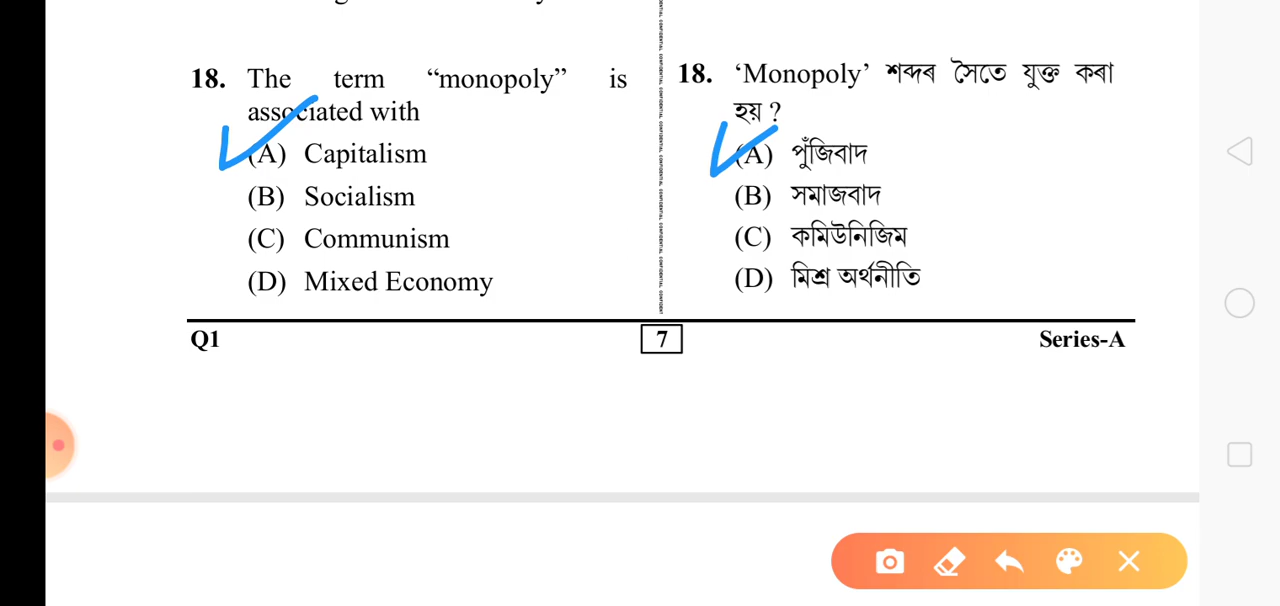 18. The term “monopoly” is
associated with
(A) Capitalism
(B) Socialism
(C) Communism
(D) Mixed Economy
18. ‘Monopoly’ শব্দৰ সৈতে যুক্ত কৰা
হয় ?
(A) পুঁজিবাদ
(B) সমাজবাদ
(C) কমিউনিজিম
(D) মিশ্ৰ অৰ্থনীতি
Q1
7
Series-A